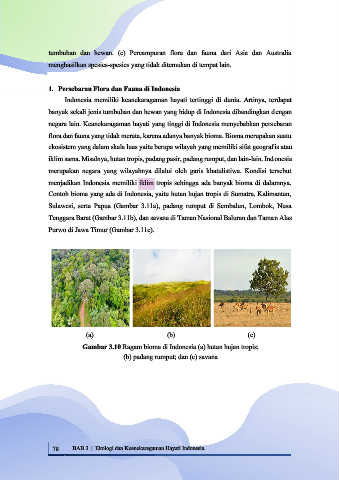 tumbuhan dan hewan. (c) Percampuran flora dan fauna dari Asia dan Australia
menghasilkan spesies-spesies yang tidak ditemukan di tempat lain.
1. Persebaran Flora dan Fauna di Indonesia
Indonesia memiliki keanekaragaman hayati tertinggi di dunia. Artinya, terdapat
banyak sekali jenis tumbuhan dan hewan yang hidup di Indonesia dibandingkan dengan
negara lain. Keanekaragaman hayati yang tinggi di Indonesia menyebabkan persebaran
flora dan fauna yang tidak merata, karena adanya banyak bioma. Bioma merupakan suatu
ekosistem yang dalam skala luas yaitu berupa wilayah yang memiliki sifat geografis atau
iklim sama. Misalnya, hutan tropis, padang pasir, padang rumput, dan lain-lain. Indonesia
merupakan negara yang wilayahnya dilalui oleh garis khatulistiwa. Kondisi tersebut
menjadikan Indonesia memiliki iklim tropis sehingga ada banyak bioma di dalamnya.
Contoh bioma yang ada di Indonesia, yaitu hutan hujan tropis di Sumatra, Kalimantan,
Sulawesi, serta Papua (Gambar 3.11a), padang rumput di Sembalun, Lombok, Nusa
Tenggara Barat (Gambar 3.11b), dan savana di Taman Nasional Baluran dan Taman Alas
Purwo di Jawa Timur (Gambar 3.11c).
(a) (b) (c)
Gambar 3.10 Ragam bioma di Indonesia (a) hutan hujan tropis;
(b) padang rumput; dan (c) savana
78 BAB 3 | Ekologi dan Keanekaragaman Hayati Indonesia